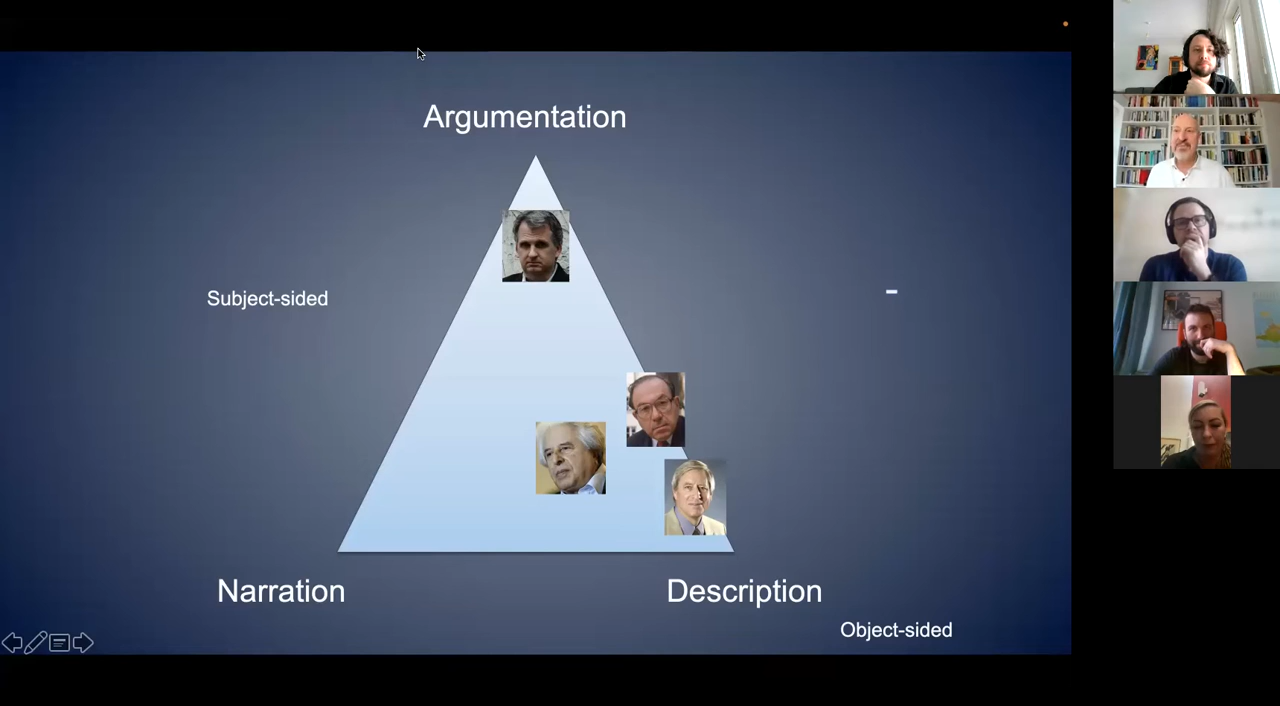 Argumentation
Subject-sided
-
Narration
Description
Object-sided